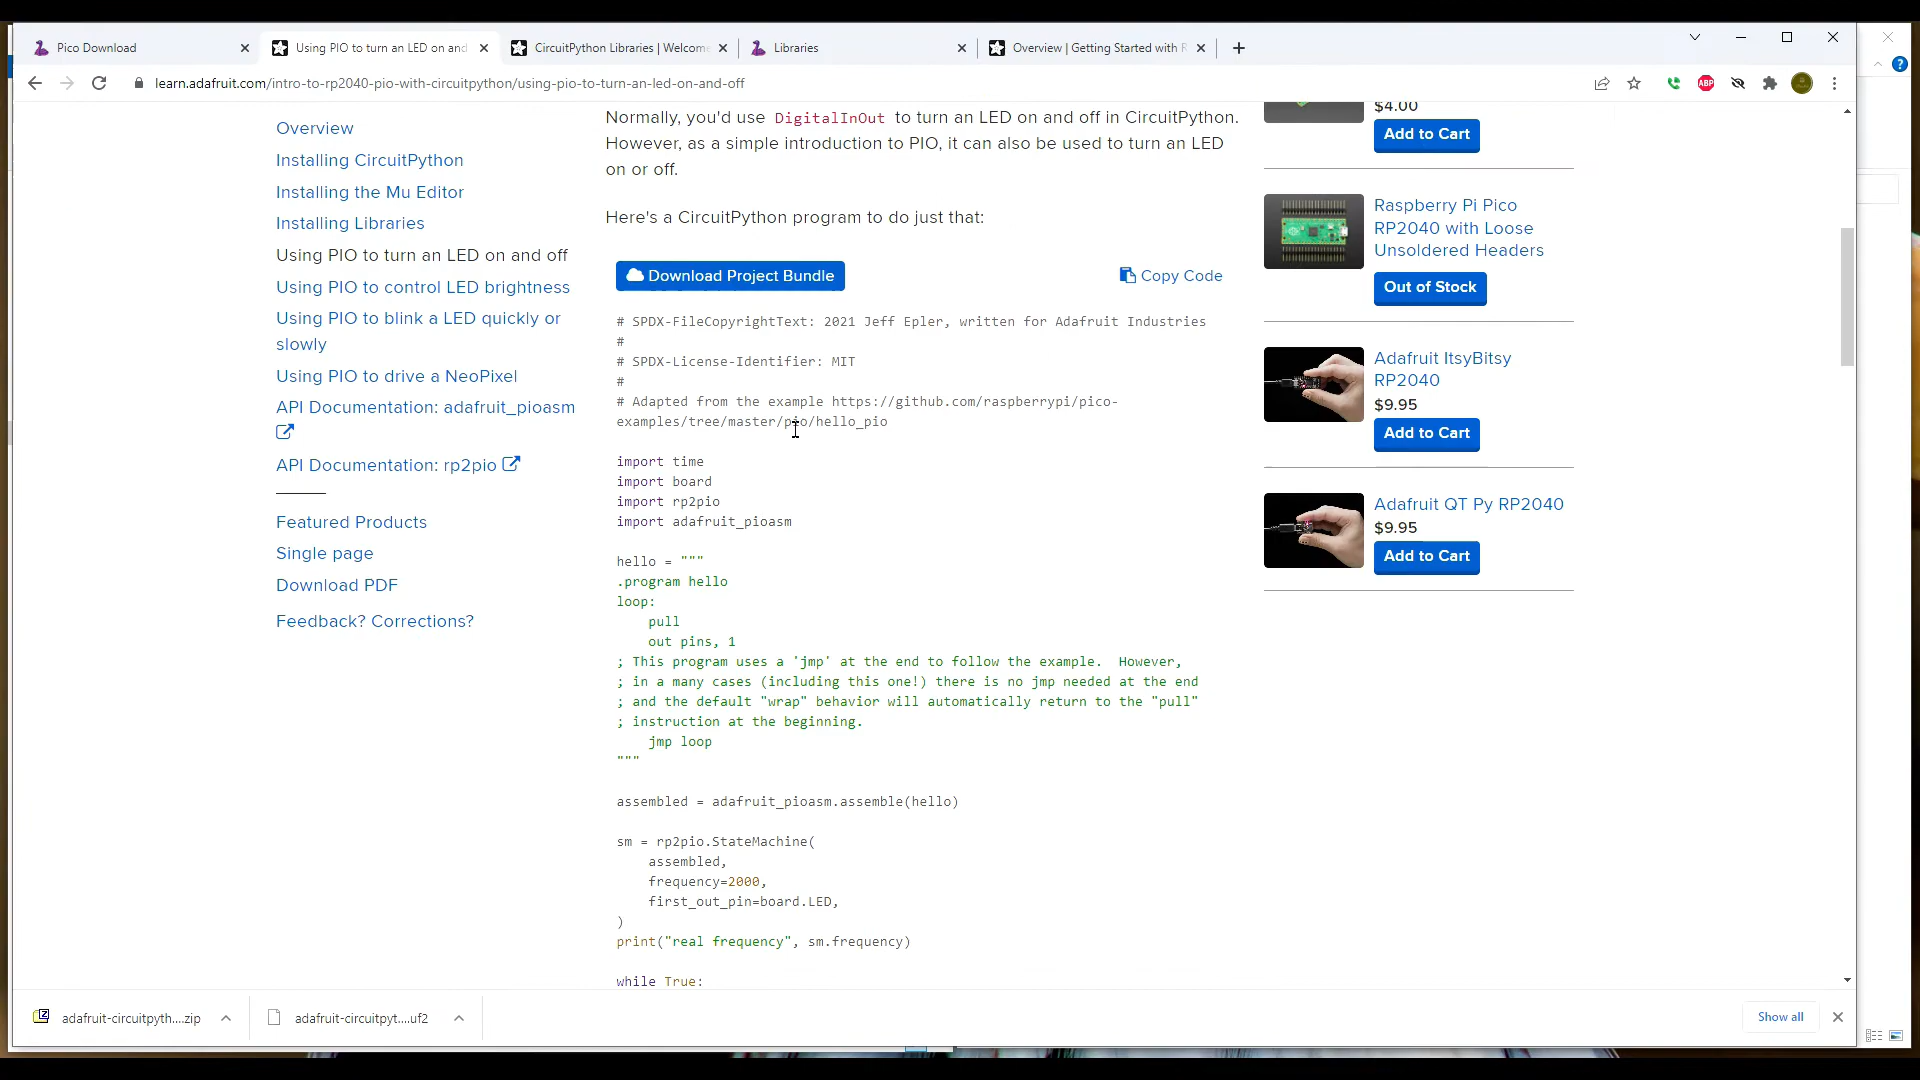 Pico Download
Using PIO to turn an LED on and
CircuitPython Libraries | Welcome
Libraries
Overview | Getting Started with R
learn.adafruit.com/intro-to-rp2040-pio-with-circuitpython/using-pio-to-turn-an-led-on-and-off
ABP
?
Overview
Installing CircuitPython
Installing the Mu Editor
Installing Libraries
Using PIO to turn an LED on and off
Using PIO to control LED brightness
Using PIO to blink a LED quickly or
slowly
Using PIO to drive a NeoPixel
API Documentation: adafruit_pioasm
API Documentation: rp2pio
Featured Products
Single page
Download PDF
Feedback? Corrections?
Normally, you'd use DigitalInOut to turn an LED on and off in CircuitPython.
However, as a simple introduction to PIO, it can also be used to turn an LED
on or off.
Here's a CircuitPython program to do just that:
Download Project Bundle
Copy Code
# SPDX-FileCopyrightText: 2021 Jeff Epler, written for Adafruit Industries
#
# SPDX-License-Identifier: MIT
#
# Adapted from the example https://github.com/raspberrypi/pico-
examples/tree/master/pio/hello_pio
import time
import board
import rp2pio
import adafruit_pioasm
hello = """
.program hello
loop:
pull
out pins, 1
; This program uses a 'jmp' at the end to follow the example.  However,
; in a many cases (including this one!) there is no jmp needed at the end
; and the default "wrap" behavior will automatically return to the "pull"
; instruction at the beginning.
jmp loop
"""
assembled = adafruit_pioasm.assemble(hello)
sm = rp2pio.StateMachine(
assembled,
frequency=2000,
first_out_pin=board.LED,
)
print("real frequency", sm.frequency)
while True:
$4.00
Add to Cart
Raspberry Pi Pico
RP2040 with Loose
Unsoldered Headers
Out of Stock
Adafruit ItsyBitsy
RP2040
$9.95
Add to Cart
Adafruit QT Py RP2040
$9.95
Add to Cart
adafruit-circuitpyth....zip
adafruit-circuitpyt....uf2
Show all